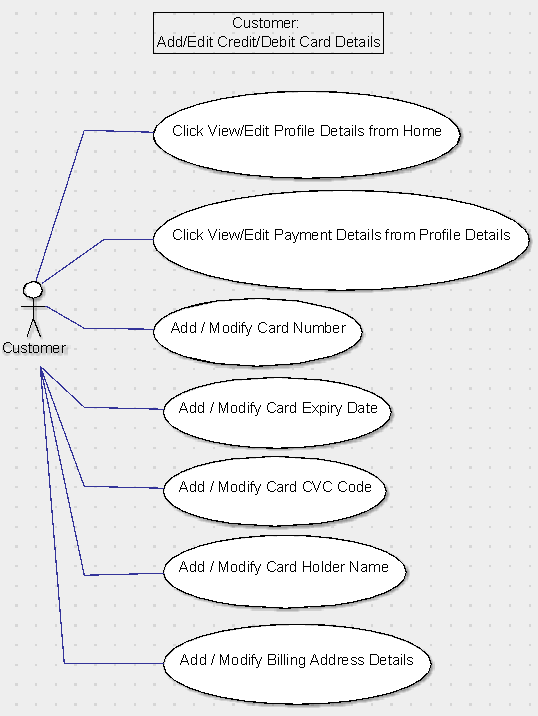 Customer:
Add/Edit Credit/Debit Card Details
Click View/Edit Profile Details from Home
Click View/Edit Payment Details from Profile Details
Add / Modify Card Number
Customer
Add / Modify Card Expiry Date
Add / Modify Card CVC Code
Add / Modify Card Holder Name
Add / Modify Billing Address Details